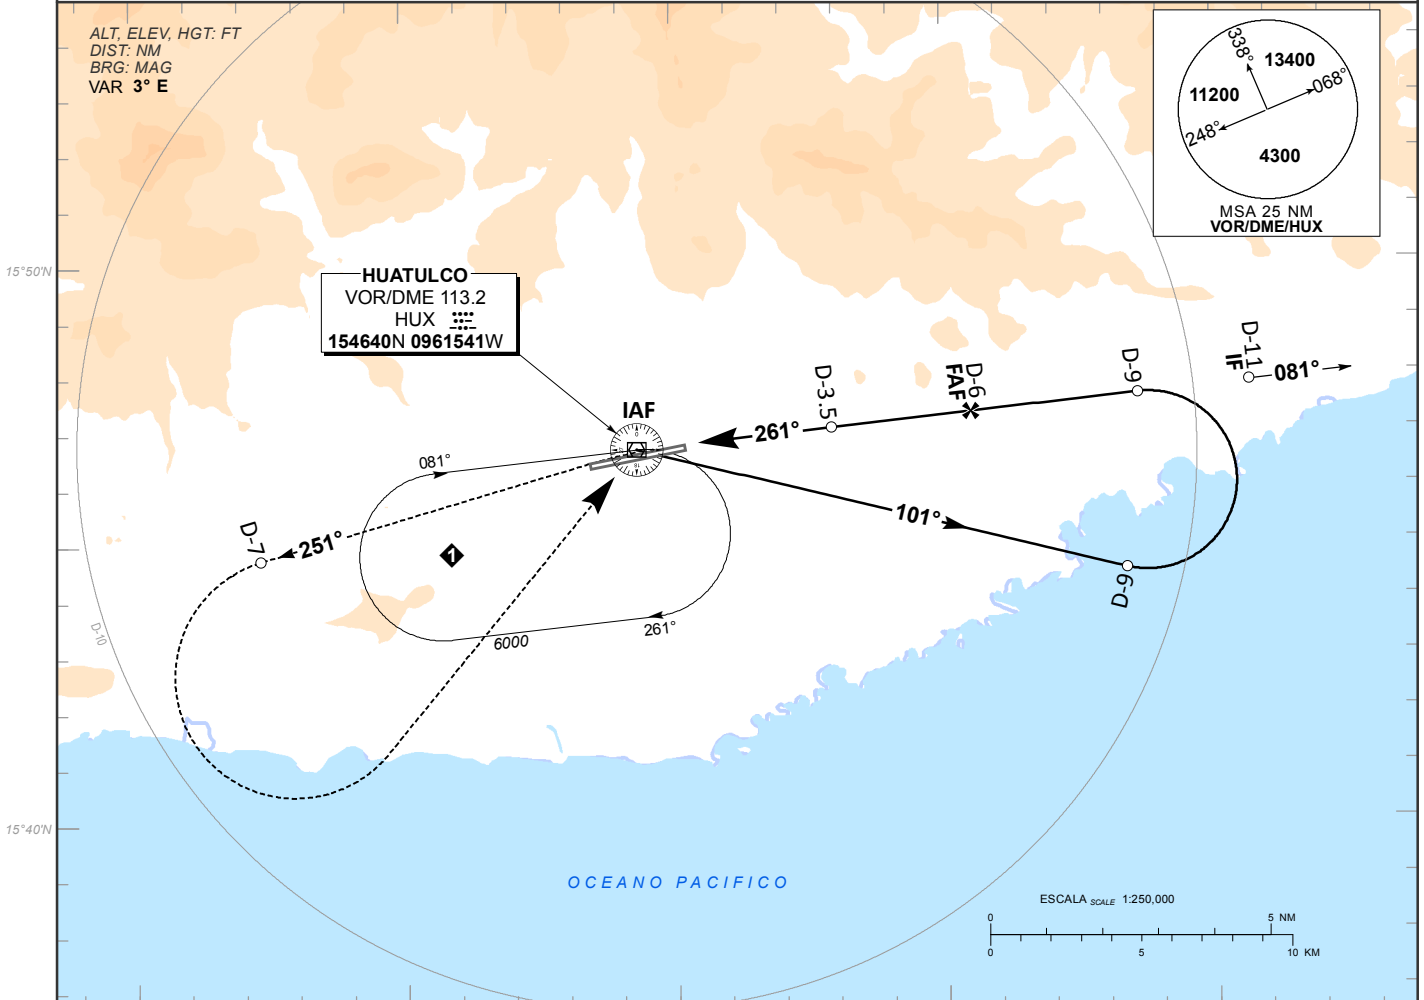 ALT, ELEV, HGT: FT
DIST: NM
BRG: MAG
VAR 3° E
338°
13400
068°
11200
248°
4300
MSA 25 NM
VOR/DME/HUX
15°50'N
HUATULCO
VOR/DME 113.2
HUX
154640N 0961541W
IAF
D-3.5
D-6
FAF
D-9
D-11
IF
081°
261°
081°
101°
D-7
251°
1
D-9
D-10
6000
261°
15°40'N
OCEANO PACIFICO
ESCALA SCALE 1:250,000
0 5 NM
0 5 10 KM